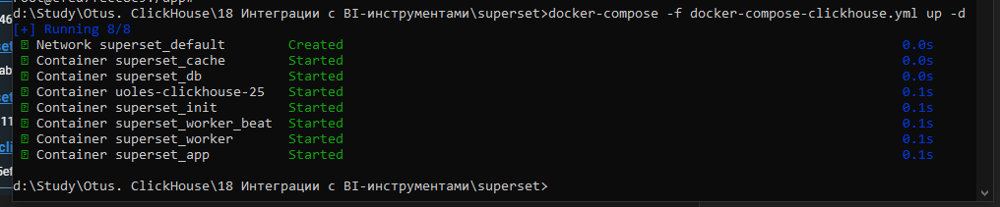 d:\Study\Otus. ClickHouse\18 Интеграции с BI-инструментами\superset>docker-compose -f docker-compose-clickhouse.yml up -d
[+] Running 8/8
Network superset_default Created 0.0s
Container superset_cache Started 0.0s
Container superset_db Started 0.0s
Container uoles-clickhouse-25 Started 0.1s
Container superset_init Started 0.1s
Container superset_worker_beat Started 0.1s
Container superset_worker Started 0.1s
Container superset_app Started 0.1s
d:\Study\Otus. ClickHouse\18 Интеграции с BI-инструментами\superset>